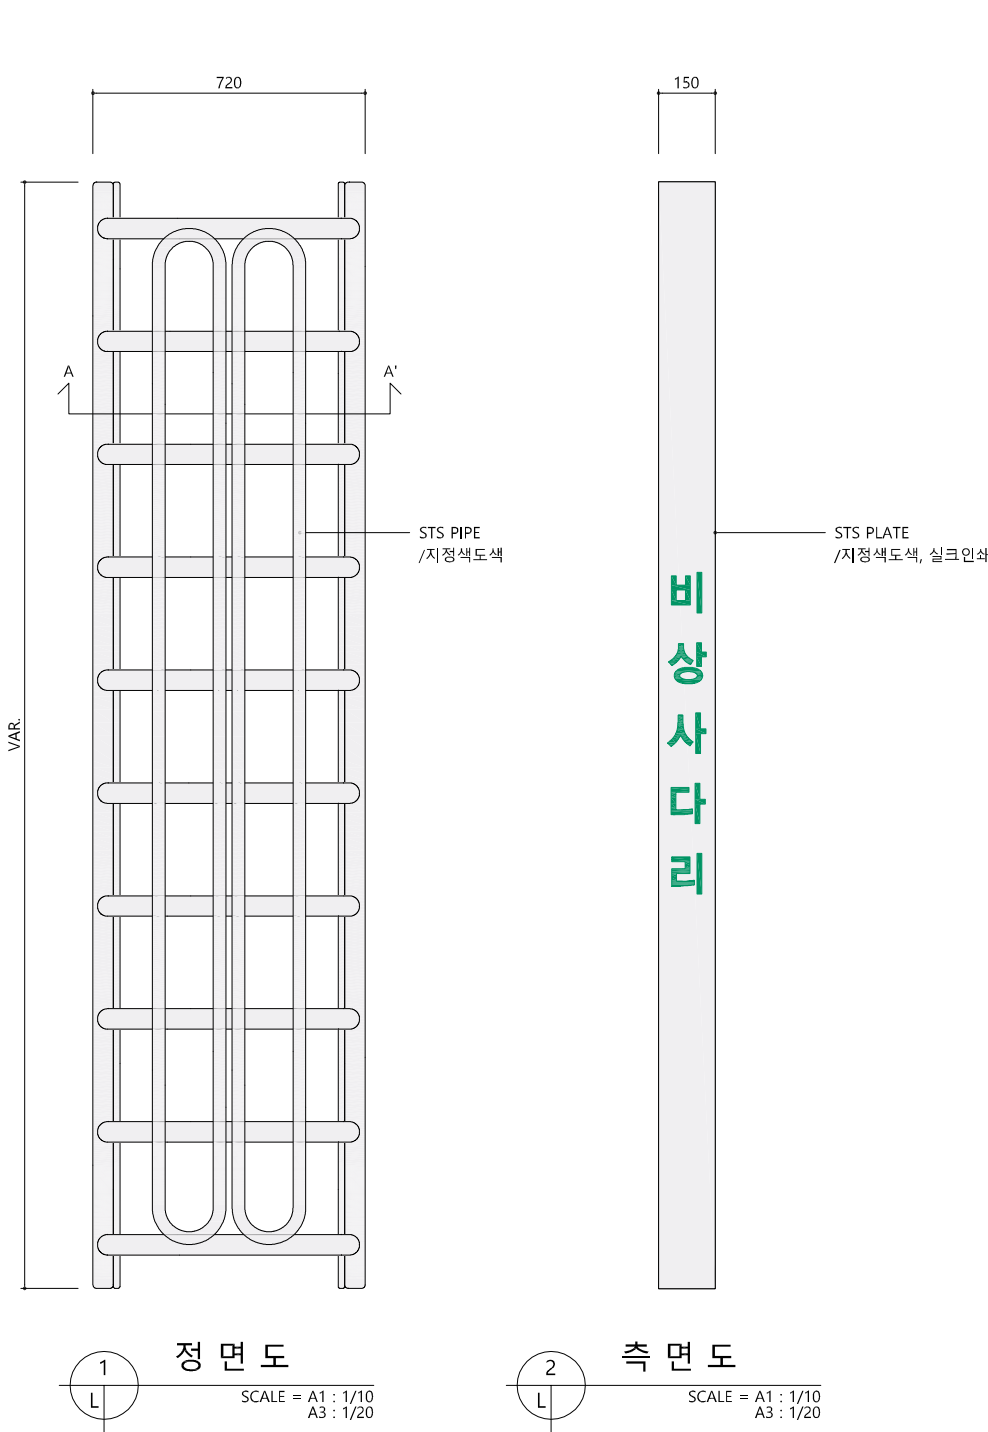 720
150
A
A'
STS PIPE
/지정색도색
STS PLATE
/지정색도색, 실크인쇄
VAR.
비
상
사
다
리
1
L
정면도
SCALE = A1 : 1/10
A3 : 1/20
2
L
측면도
SCALE = A1 : 1/10
A3 : 1/20